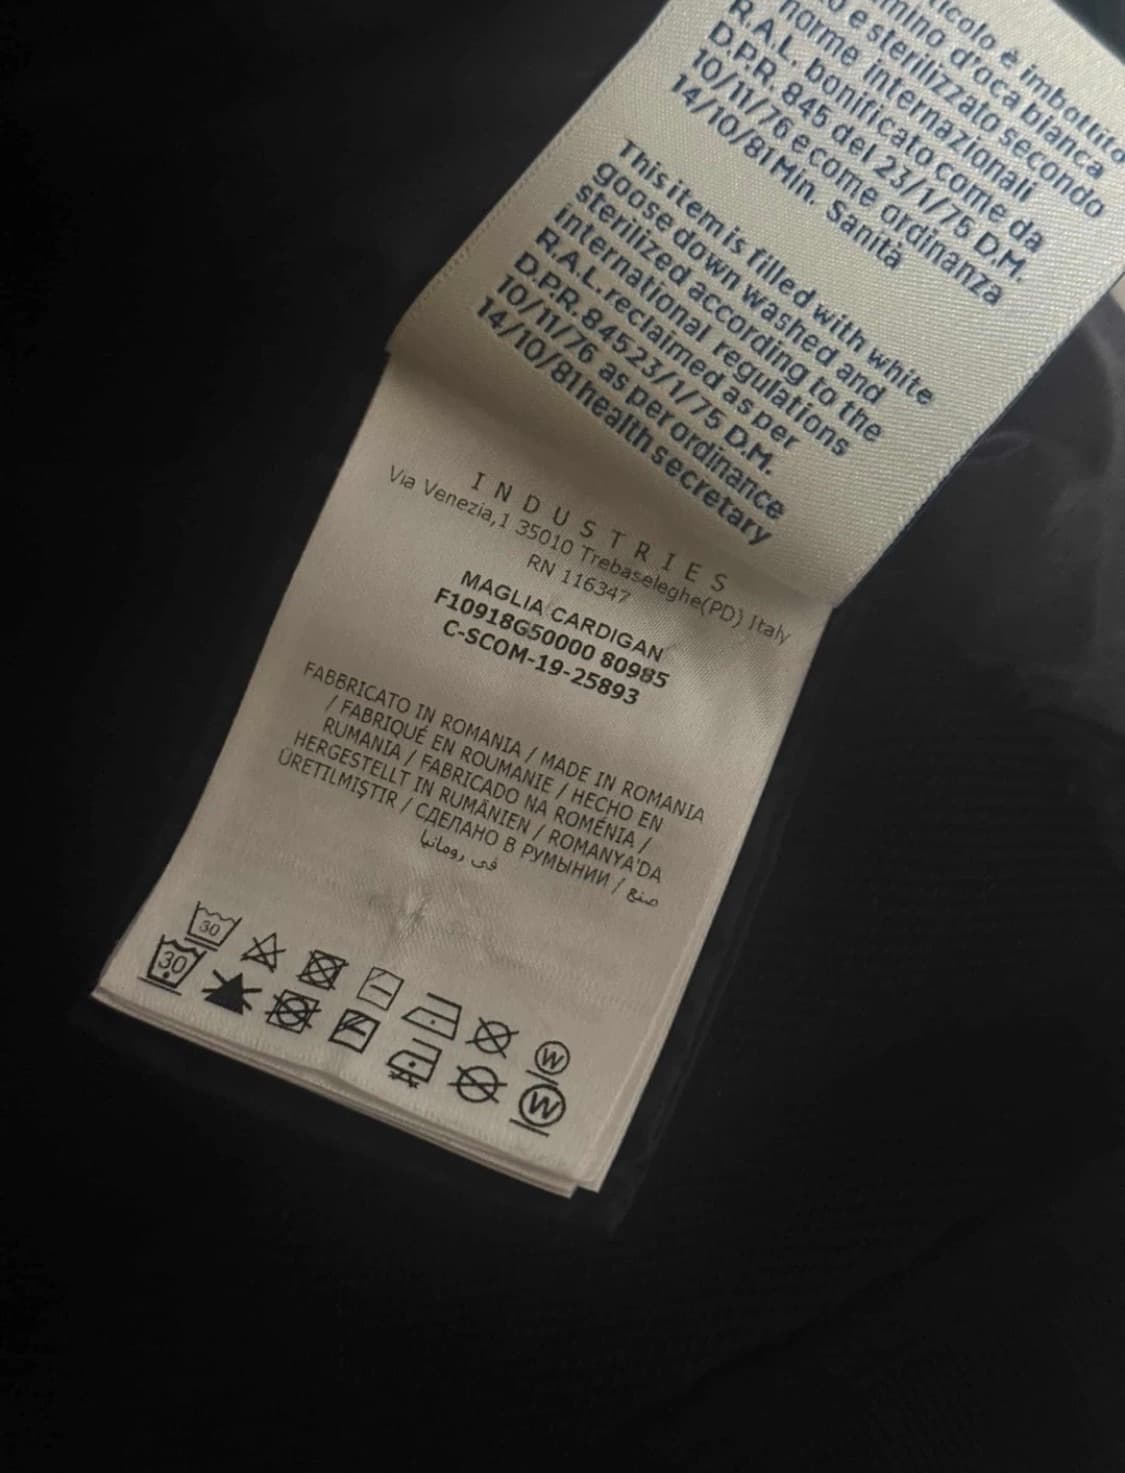 ticolo è imbottito
mino d'oca bianca
o e sterilizzato secondo
norme internazionali
R.A.L. bonificato come da
D.P.R. 845 del 23/1/75 D.M.
10/11/76 e come ordinanza
14/10/81 Min. Sanità
This item is filled with white
goose down washed and
sterilized according to the
international regulations
R.A.L. reclaimed as per
D.P.R. 845 23/1/75 D.M.
10/11/76 as per ordinance
14/10/81 health secretary
INDUSTRIES
Via Venezia,1 35010 Trebaseleghe(PD) Italy
RN 116347
MAGLIA CARDIGAN
F10918G50000 80985
C-SCOM-19-25893
FABBRICATO IN ROMANIA / MADE IN ROMANIA
/ FABRIQUÉ EN ROUMANIE / HECHO EN
RUMANIA / FABRICADO NA ROMÉNIA /
HERGESTELLT IN RUMÄNIEN / ROMANYA'DA
ÜRETILMIŞTIR / СДЕЛАНО В РУМЫНИИ / صنع
في رومانيا
30
W
30
W